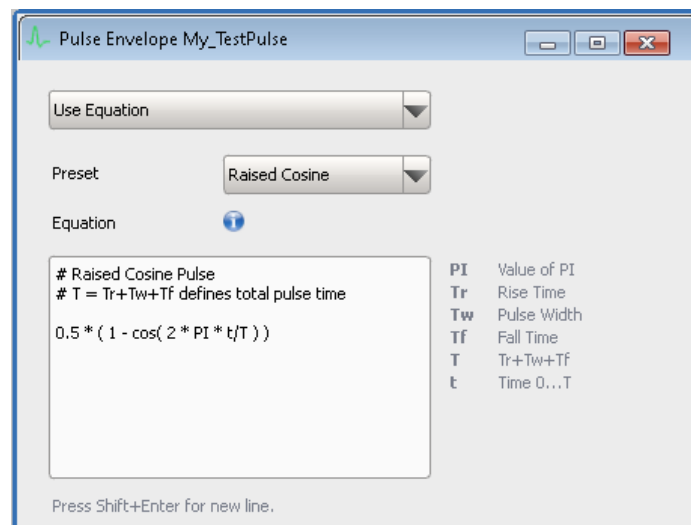 Pulse Envelope My_TestPulse
Use Equation
Preset
Raised Cosine
Equation
# Raised Cosine Pulse
# T = Tr+Tw+Tf defines total pulse time
0.5 * ( 1 - cos( 2 * PI * t/T ) )
PI Value of PI
Tr Rise Time
Tw Pulse Width
Tf Fall Time
T Tr+Tw+Tf
t Time 0...T
Press Shift+Enter for new line.